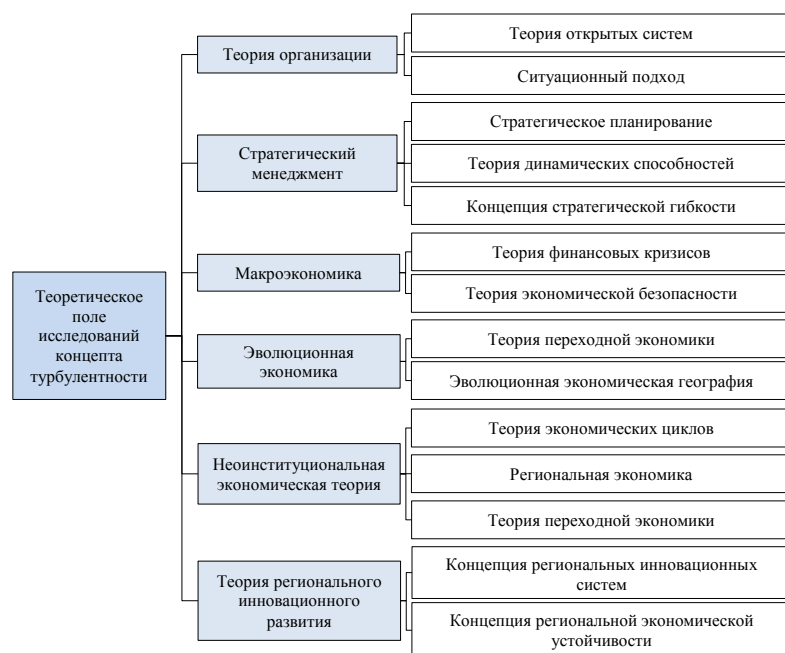 Теоретическое
поле
исследований
концепта
турбулентности
Теория организации
Теория открытых систем
Ситуационный подход
Стратегический
менеджмент
Стратегическое планирование
Теория динамических способностей
Концепция стратегической гибкости
Макроэкономика
Теория финансовых кризисов
Теория экономической безопасности
Эволюционная
экономика
Теория переходной экономики
Эволюционная экономическая география
Неоинституциональная
экономическая теория
Теория экономических циклов
Региональная экономика
Теория переходной экономики
Теория регионального
инновационного
развития
Концепция региональных инновационных
систем
Концепция региональной экономической
устойчивости